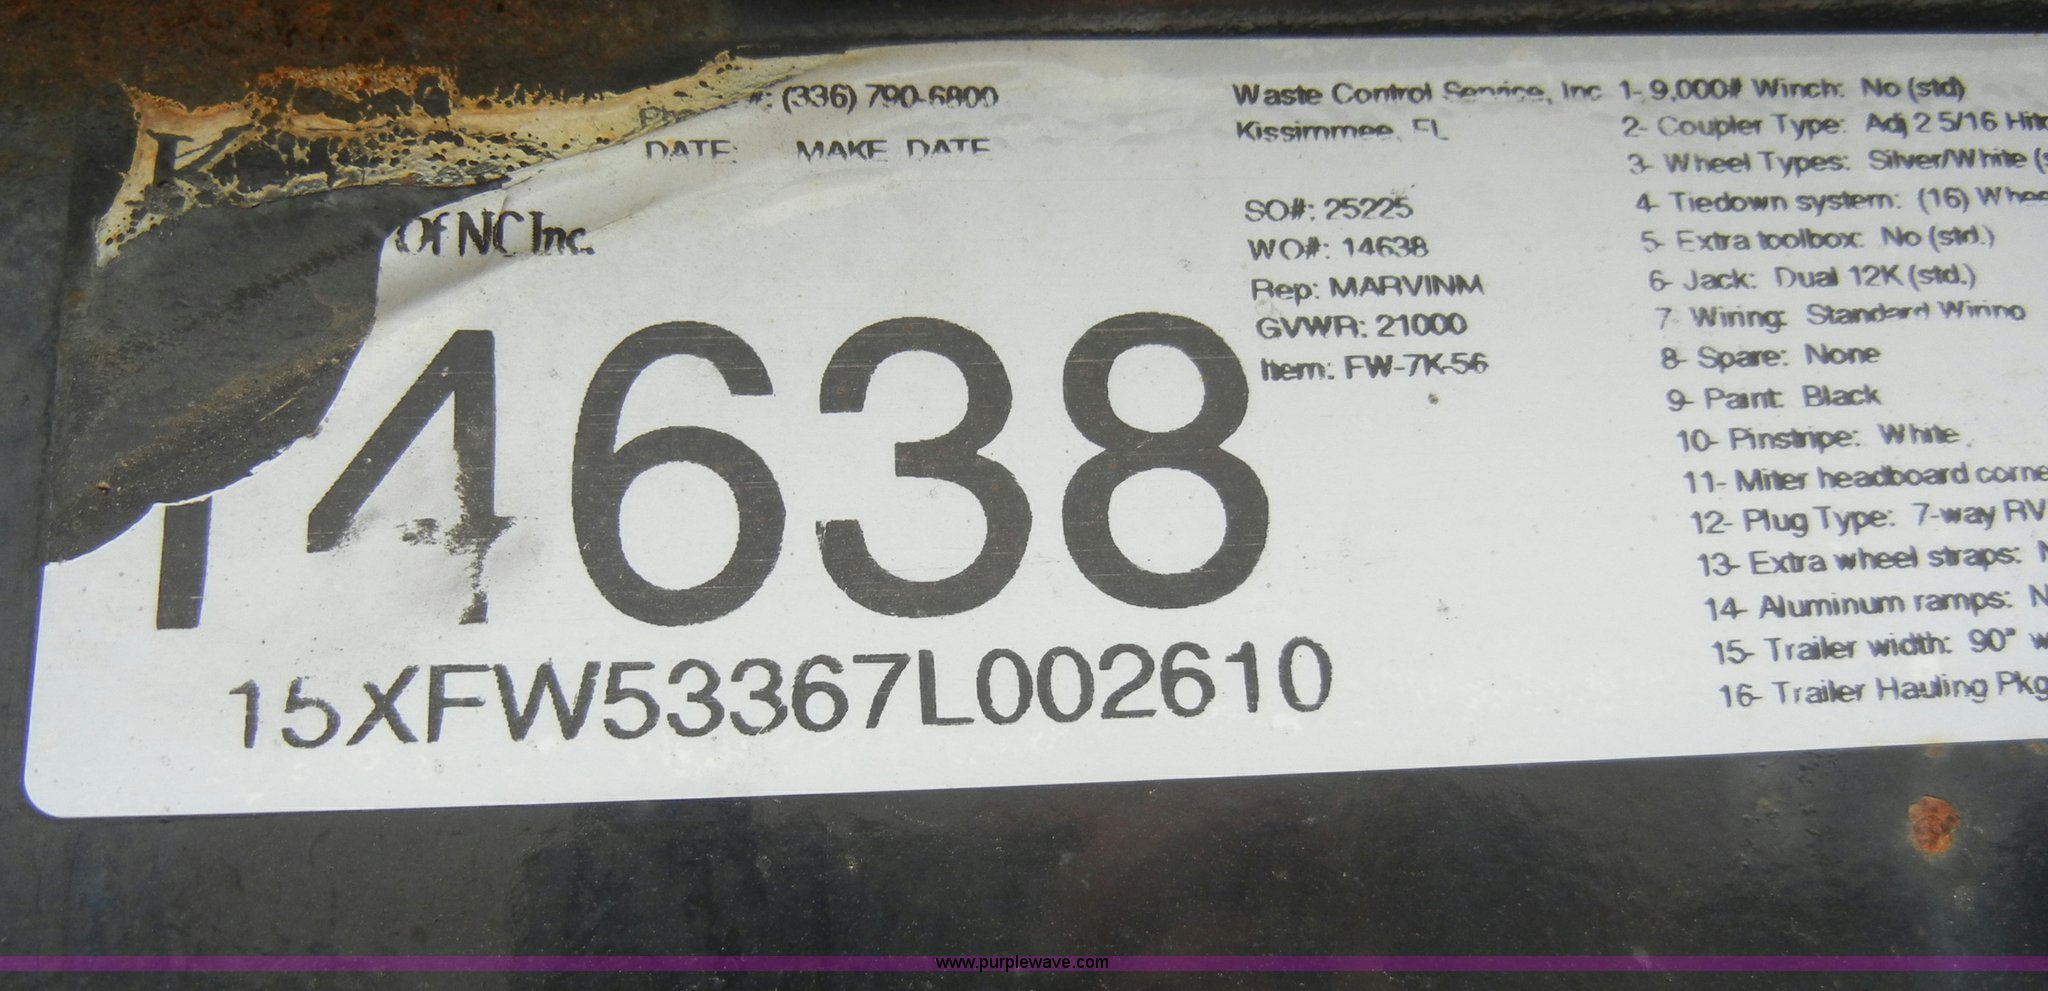 #: (336) 790-6800
DATE: MAKE_DATE
Of NC Inc.
14638
15XFW53367L002610
Waste Control Service, Inc
Kissimmee, FL
SO#: 25225
WO#: 14638
Rep: MARVINM
GVWR: 21000
Item: FW-7K-56
1- 9,000# Winch: No (std)
2- Coupler Type: Adj 2 5/16
3- Wheel Types: Silver/White
4- Tiedown system: (16)
5- Extra toolbox: No (std.)
6- Jack: Dual 12K (std.)
7- Wiring: Standard Wiring
8- Spare: None
9- Paint: Black
10- Pinstripe: White
11- Miter headboard
12- Plug Type: 7-way RV
13- Extra wheel straps:
14- Aluminum ramps:
15- Trailer width: 90"
16- Trailer Hauling Pkg
www.purplewave.com